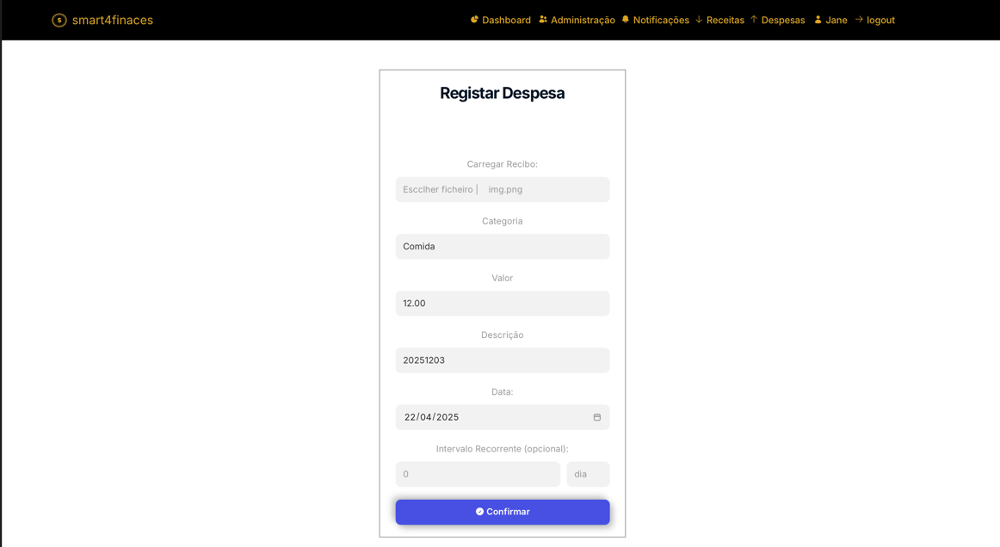 smart4finaces
Dashboard Administração Notificações Receitas Despesas Jane logout
Registar Despesa
Carregar Recibo:
Escclher ficheiro | img.png
Categoria
Comida
Valor
12.00
Descrição
20251203
Data:
22/04/2025
Intervalo Recorrente (opcional):
0 dia
Confirmar